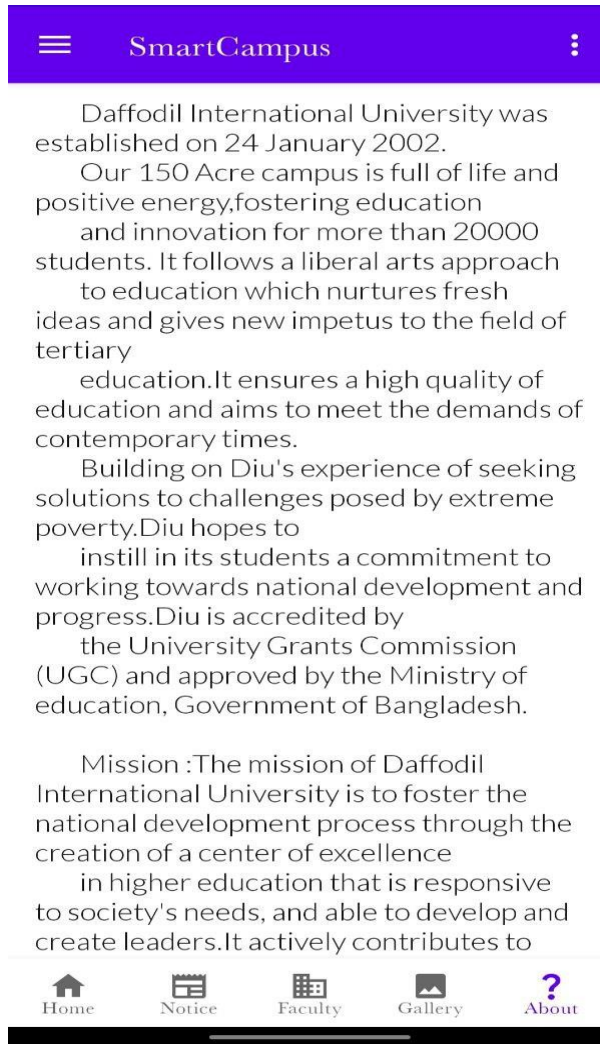 SmartCampus
Daffodil International University was
established on 24 January 2002.
Our 150 Acre campus is full of life and
positive energy,fostering education
and innovation for more than 20000
students. It follows a liberal arts approach
to education which nurtures fresh
ideas and gives new impetus to the field of
tertiary
education.It ensures a high quality of
education and aims to meet the demands of
contemporary times.
Building on Diu's experience of seeking
solutions to challenges posed by extreme
poverty.Diu hopes to
instill in its students a commitment to
working towards national development and
progress.Diu is accredited by
the University Grants Commission
(UGC) and approved by the Ministry of
education, Government of Bangladesh.
Mission :The mission of Daffodil
International University is to foster the
national development process through the
creation of a center of excellence
in higher education that is responsive
to society's needs, and able to develop and
create leaders.It actively contributes to
Home Notice Faculty Gallery About